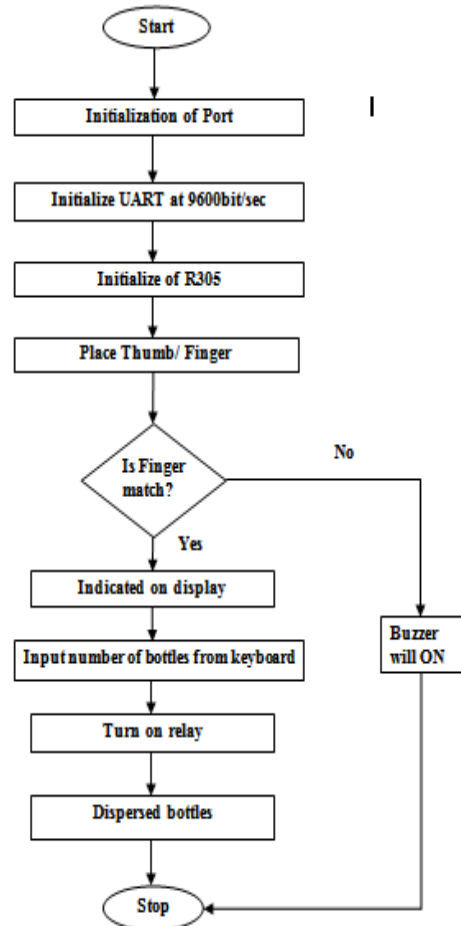 Start
Initialization of Port
Initialize UART at 9600bit/sec
Initialize of R305
Place Thumb/ Finger
Is Finger
match?
No
Yes
Indicated on display
Input number of bottles from keyboard
Buzzer
will ON
Turn on relay
Dispersed bottles
Stop